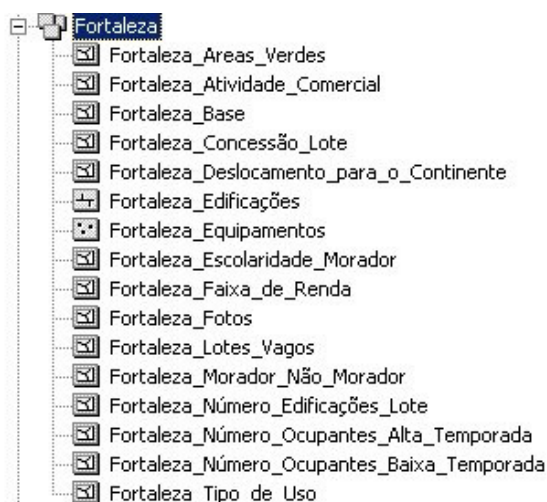 Fortaleza
Fortaleza_Areas_Verdes
Fortaleza_Atividade_Comercial
Fortaleza_Base
Fortaleza_Concessão_Lote
Fortaleza_Deslocamento_para_o_Continente
Fortaleza_Edificações
Fortaleza_Equipamentos
Fortaleza_Escolaridade_Morador
Fortaleza_Faixa_de_Renda
Fortaleza_Fotos
Fortaleza_Lotes_Vagos
Fortaleza_Morador_Não_Morador
Fortaleza_Número_Edificações_Lote
Fortaleza_Número_Ocupantes_Alta_Temporada
Fortaleza_Número_Ocupantes_Baixa_Temporada
Fortaleza_Tipo_de_Uso